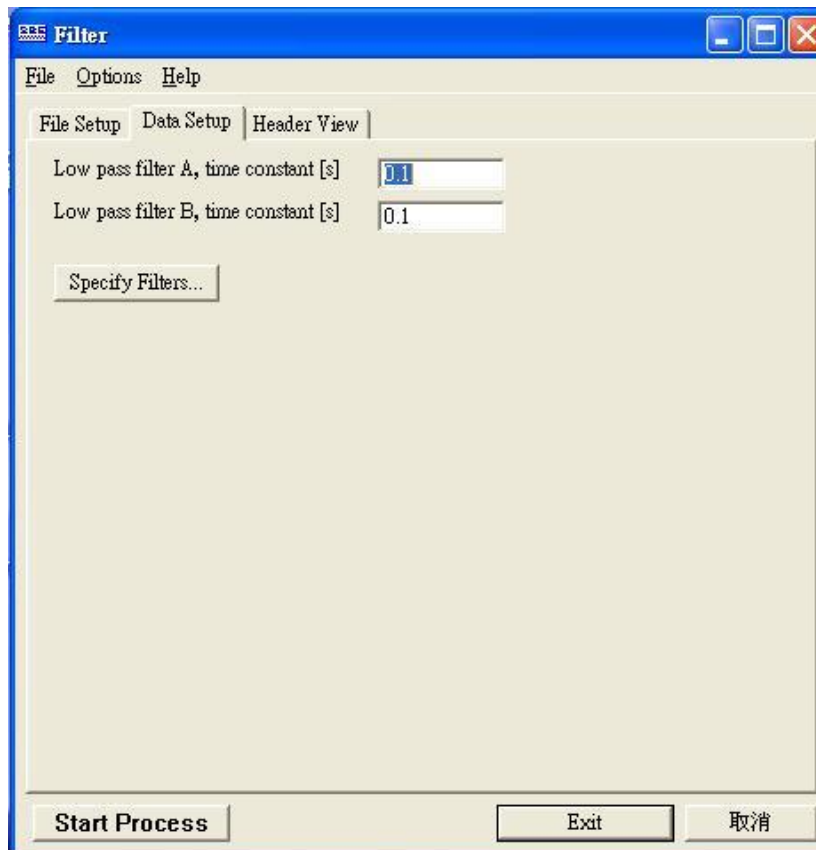 Filter
File Options Help
File Setup Data Setup Header View
Low pass filter A, time constant [s] 0.1
Low pass filter B, time constant [s] 0.1
Specify Filters...
Start Process Exit 取消